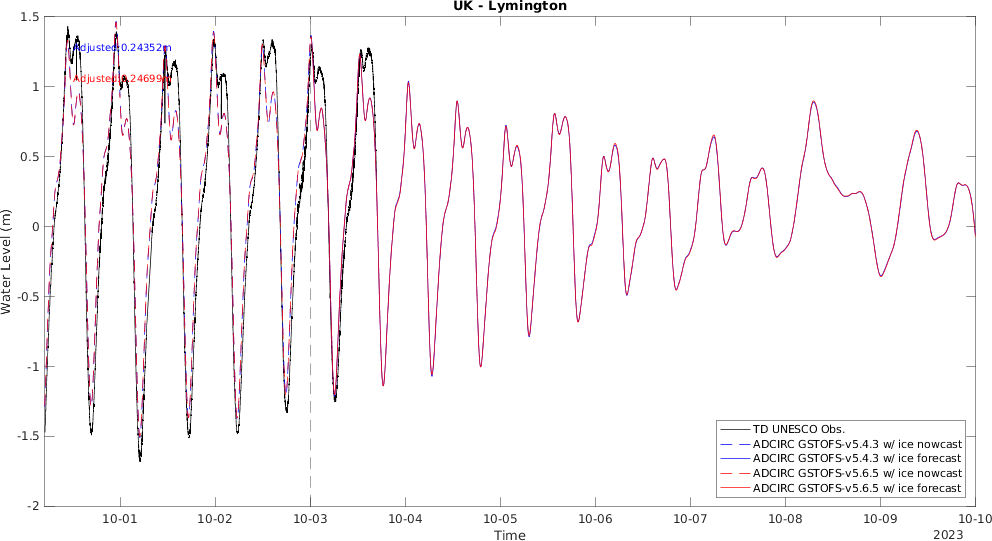 UK - Lymington
1.5
1
0.5
0
-0.5
-1
-1.5
-2
Water Level (m)
Adjusted:0.24352m
Adjusted:0.24699m
TD UNESCO Obs.
ADCIRC GSTOFS-v5.4.3 w/ ice nowcast
ADCIRC GSTOFS-v5.4.3 w/ ice forecast
ADCIRC GSTOFS-v5.6.5 w/ ice nowcast
ADCIRC GSTOFS-v5.6.5 w/ ice forecast
10-01 10-02 10-03 10-04 10-05 10-06 10-07 10-08 10-09 10-10
Time
2023